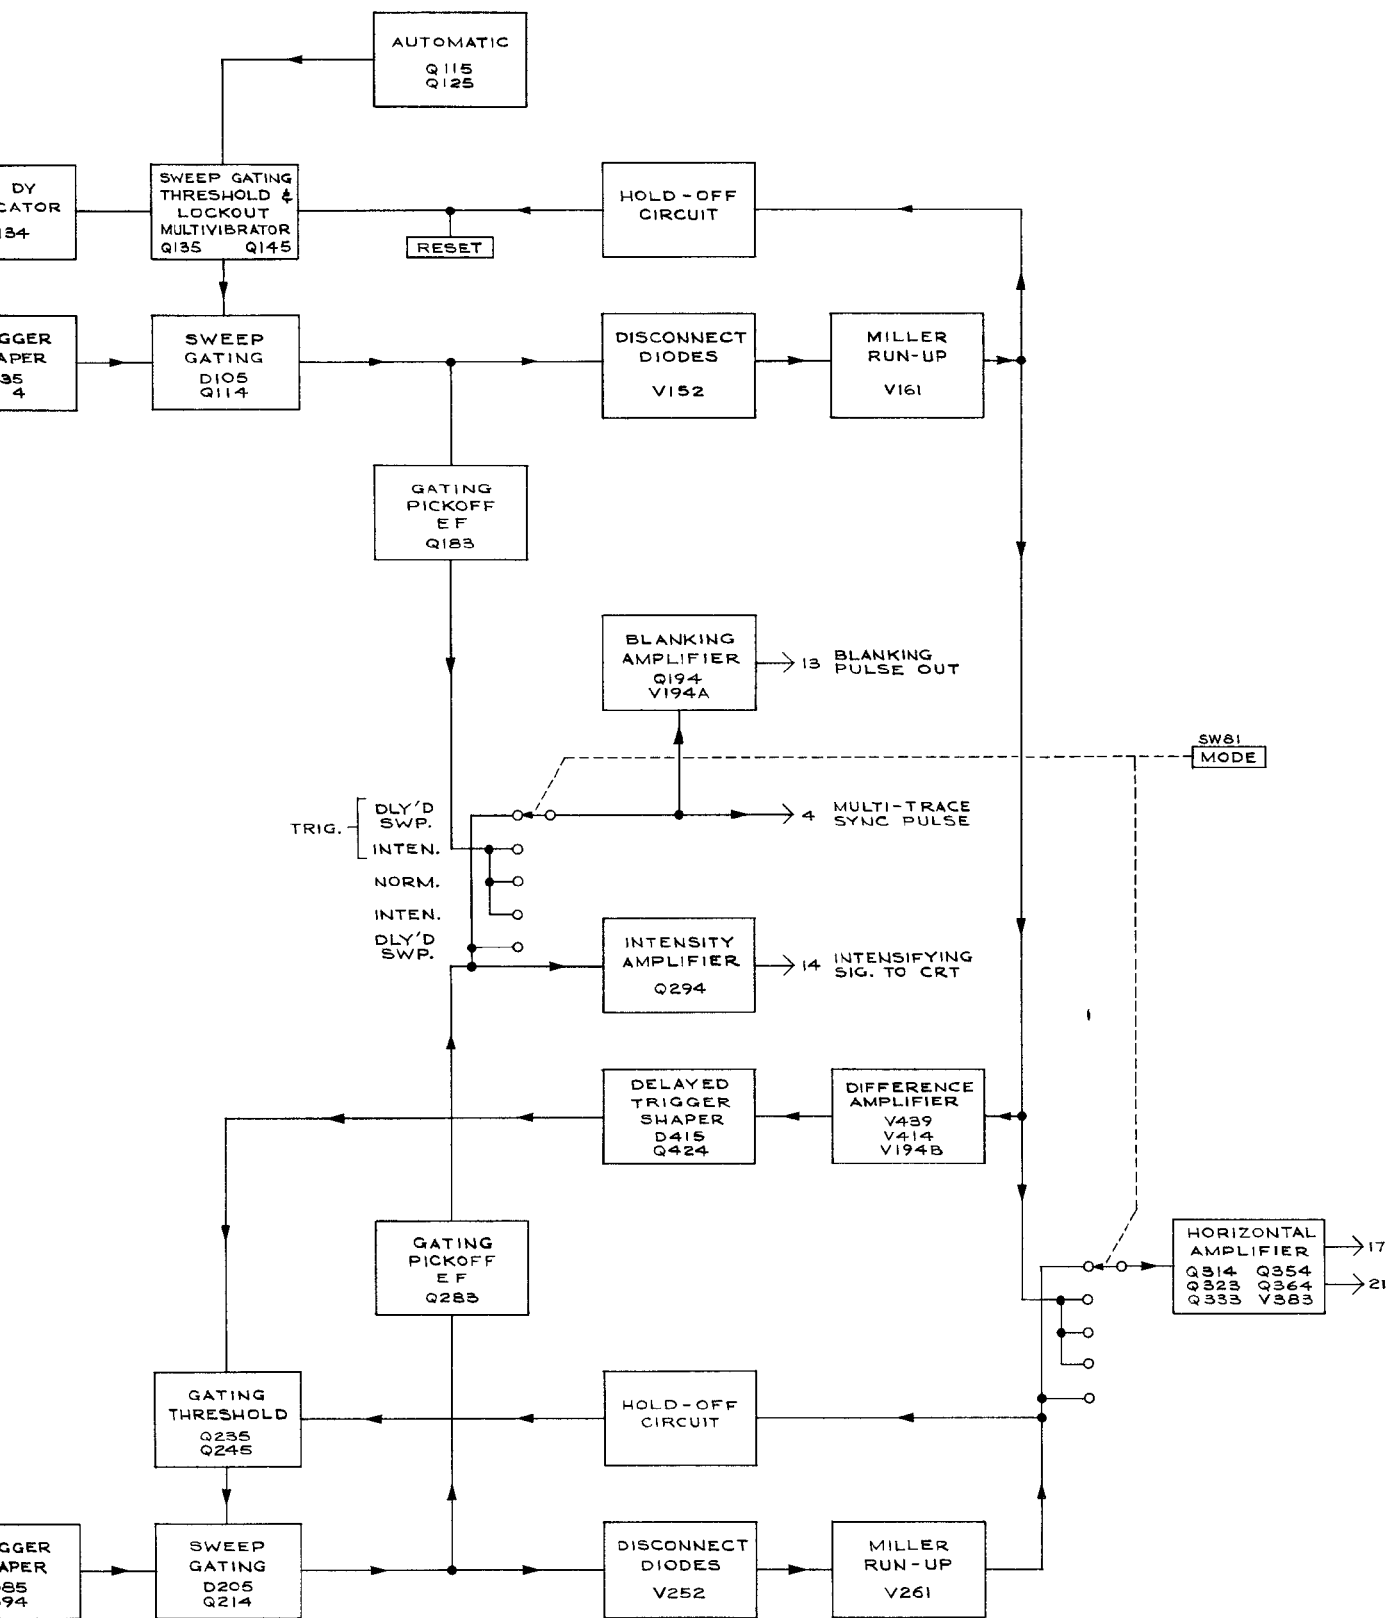 AUTOMATIC
Q115
Q125
DY
CATOR
134
SWEEP GATING
THRESHOLD &
LOCKOUT
MULTIVIBRATOR
Q135 Q145
RESET
HOLD-OFF
CIRCUIT
GGER
APER
35
4
SWEEP
GATING
D105
Q114
DISCONNECT
DIODES
V152
MILLER
RUN-UP
V161
GATING
PICKOFF
EF
Q183
BLANKING
AMPLIFIER
Q194
V194A
13 BLANKING
PULSE OUT
SW81
MODE
TRIG.
DLY'D
SWP.
INTEN.
NORM.
INTEN.
DLY'D
SWP.
4 MULTI-TRACE
SYNC PULSE
INTENSITY
AMPLIFIER
Q294
14 INTENSIFYING
SIG. TO CRT
DELAYED
TRIGGER
SHAPER
D415
Q424
DIFFERENCE
AMPLIFIER
V439
V414
V194B
GATING
PICKOFF
EF
Q283
HORIZONTAL
AMPLIFIER
Q314 Q354
Q323 Q364
Q333 V383
17
21
GATING
THRESHOLD
Q235
Q245
HOLD-OFF
CIRCUIT
GGER
APER
85
94
SWEEP
GATING
D205
Q214
DISCONNECT
DIODES
V252
MILLER
RUN-UP
V261